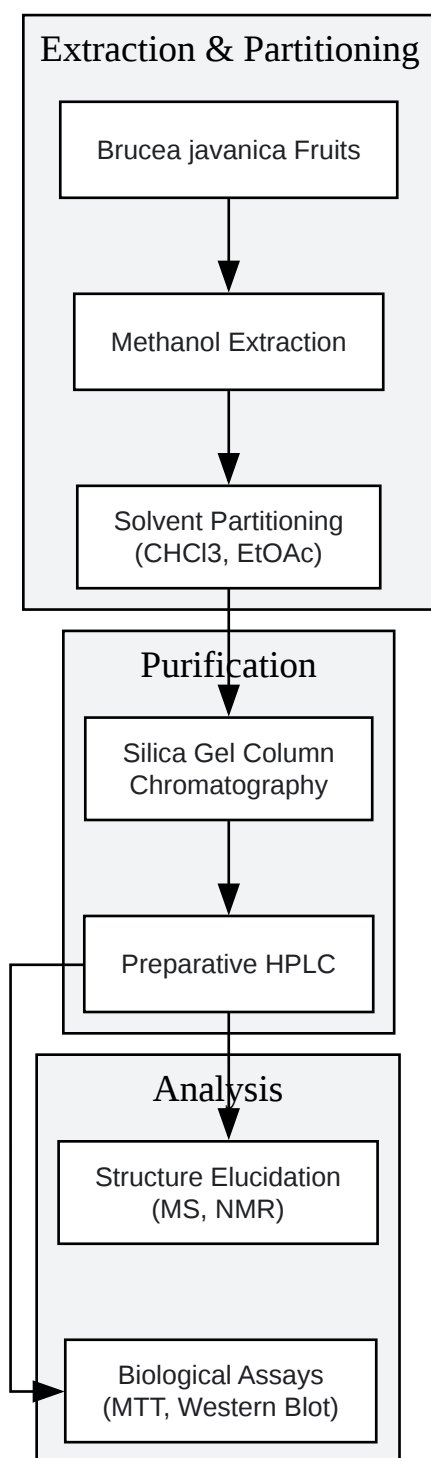 Extraction & Partitioning
Brucea javanica Fruits
Methanol Extraction
Solvent Partitioning
(CHCl3, EtOAc)
Purification
Silica Gel Column
Chromatography
Preparative HPLC
Analysis
Structure Elucidation
(MS, NMR)
Biological Assays
(MTT, Western Blot)